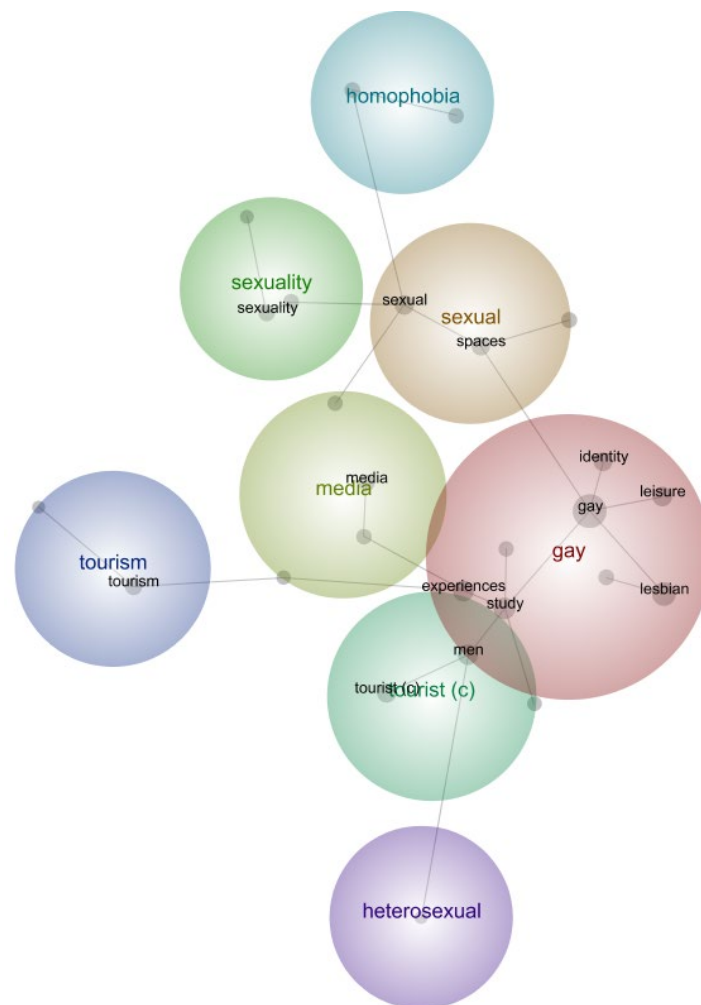 homophobia
sexuality
sexuality
sexual
sexual
spaces
media
media
identity
gay
leisure
gay
lesbian
tourism
tourism
experiences
study
men
tourist (c)
tourist (c)
heterosexual